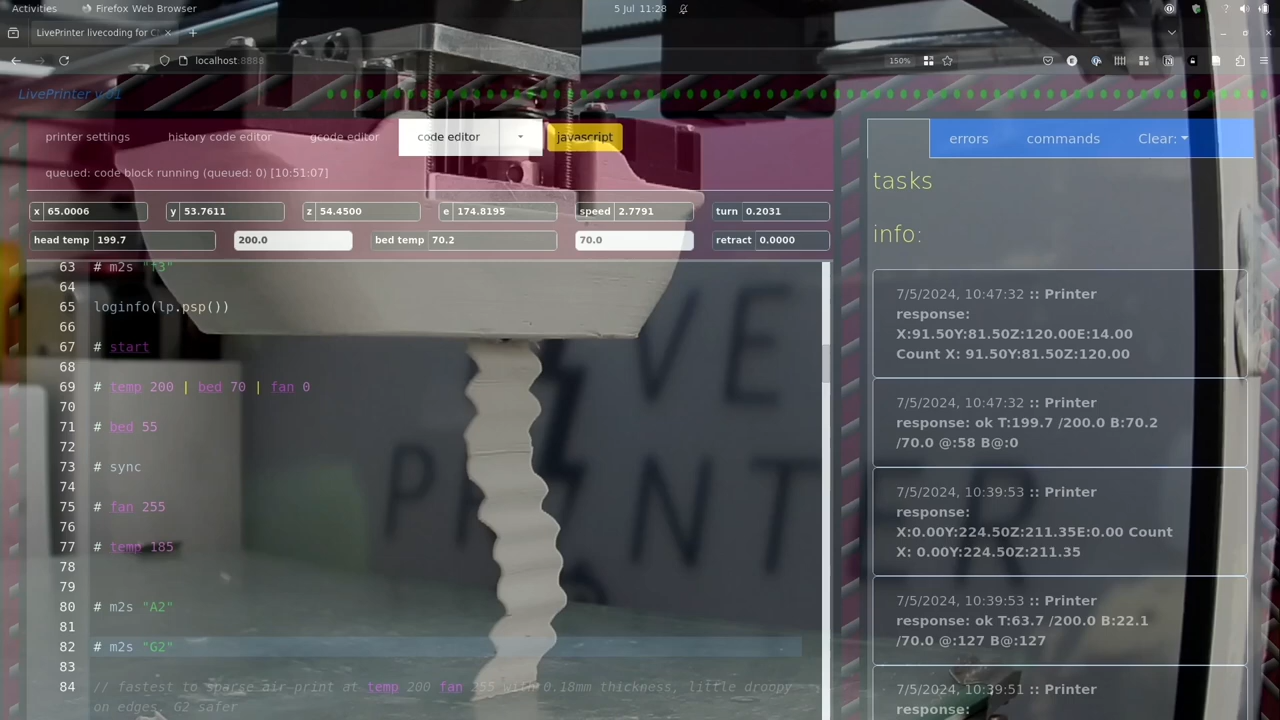 Activities Firefox Web Browser 5 Jul 11:28
LivePrinter livecoding for C
localhost:8888 150%
LivePrinter v.01
printer settings history code editor gcode editor code editor javascript
queued: code block running (queued: 0) [10:51:07]
x 65.0006 y 53.7611 z 54.4500 e 174.8195 speed 2.7791 turn 0.2031
head temp 199.7 200.0 bed temp 70.2 70.0 retract 0.0000
63 # m2s "f3"
64
65 loginfo(lp.psp())
66
67 # start
68
69 # temp 200 | bed 70 | fan 0
70
71 # bed 55
72
73 # sync
74
75 # fan 255
76
77 # temp 185
78
79
80 # m2s "A2"
81
82 # m2s "G2"
83
84 // fastest to sparse air-print at temp 200 fan 255 with 0.18mm thickness, little droopy
on edges. G2 safer
errors commands Clear:
tasks
info:
7/5/2024, 10:47:32 :: Printer
response:
X:91.50Y:81.50Z:120.00E:14.00
Count X: 91.50Y:81.50Z:120.00
7/5/2024, 10:47:32 :: Printer
response: ok T:199.7 /200.0 B:70.2
/70.0 @:58 B@:0
7/5/2024, 10:39:53 :: Printer
response:
X:0.00Y:224.50Z:211.35E:0.00 Count
X: 0.00Y:224.50Z:211.35
7/5/2024, 10:39:53 :: Printer
response: ok T:63.7 /200.0 B:22.1
/70.0 @:127 B@:127
7/5/2024, 10:39:51 :: Printer
response: